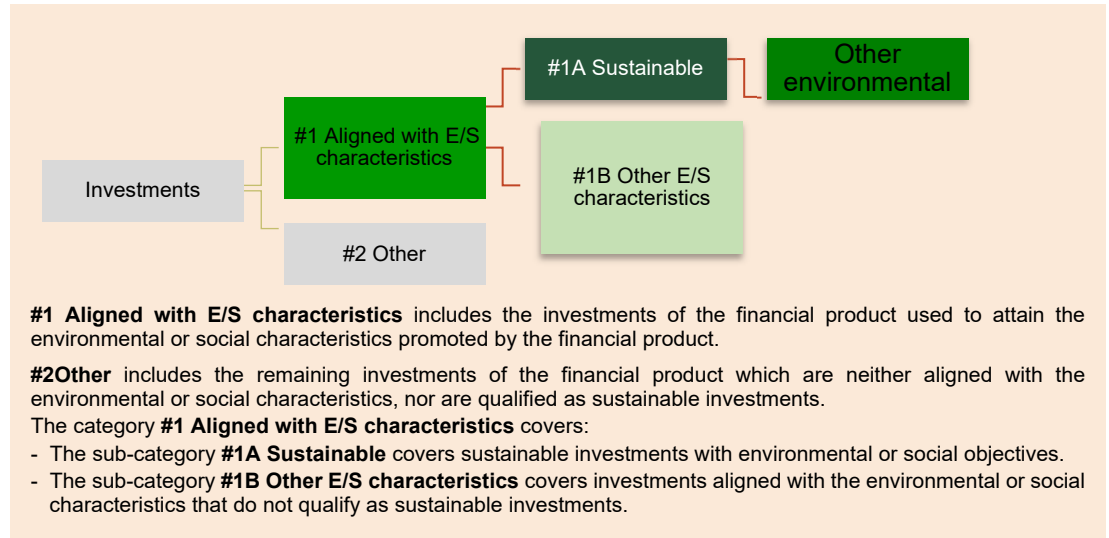 Other
environmental
#1A Sustainable
#1 Aligned with E/S
characteristics
#1B Other E/S
characteristics
Investments
#2 Other
#1 Aligned with E/S characteristics includes the investments of the financial product used to attain the
environmental or social characteristics promoted by the financial product.
#2Other includes the remaining investments of the financial product which are neither aligned with the
environmental or social characteristics, nor are qualified as sustainable investments.
The category #1 Aligned with E/S characteristics covers:
- The sub-category #1A Sustainable covers sustainable investments with environmental or social objectives.
- The sub-category #1B Other E/S characteristics covers investments aligned with the environmental or social
characteristics that do not qualify as sustainable investments.